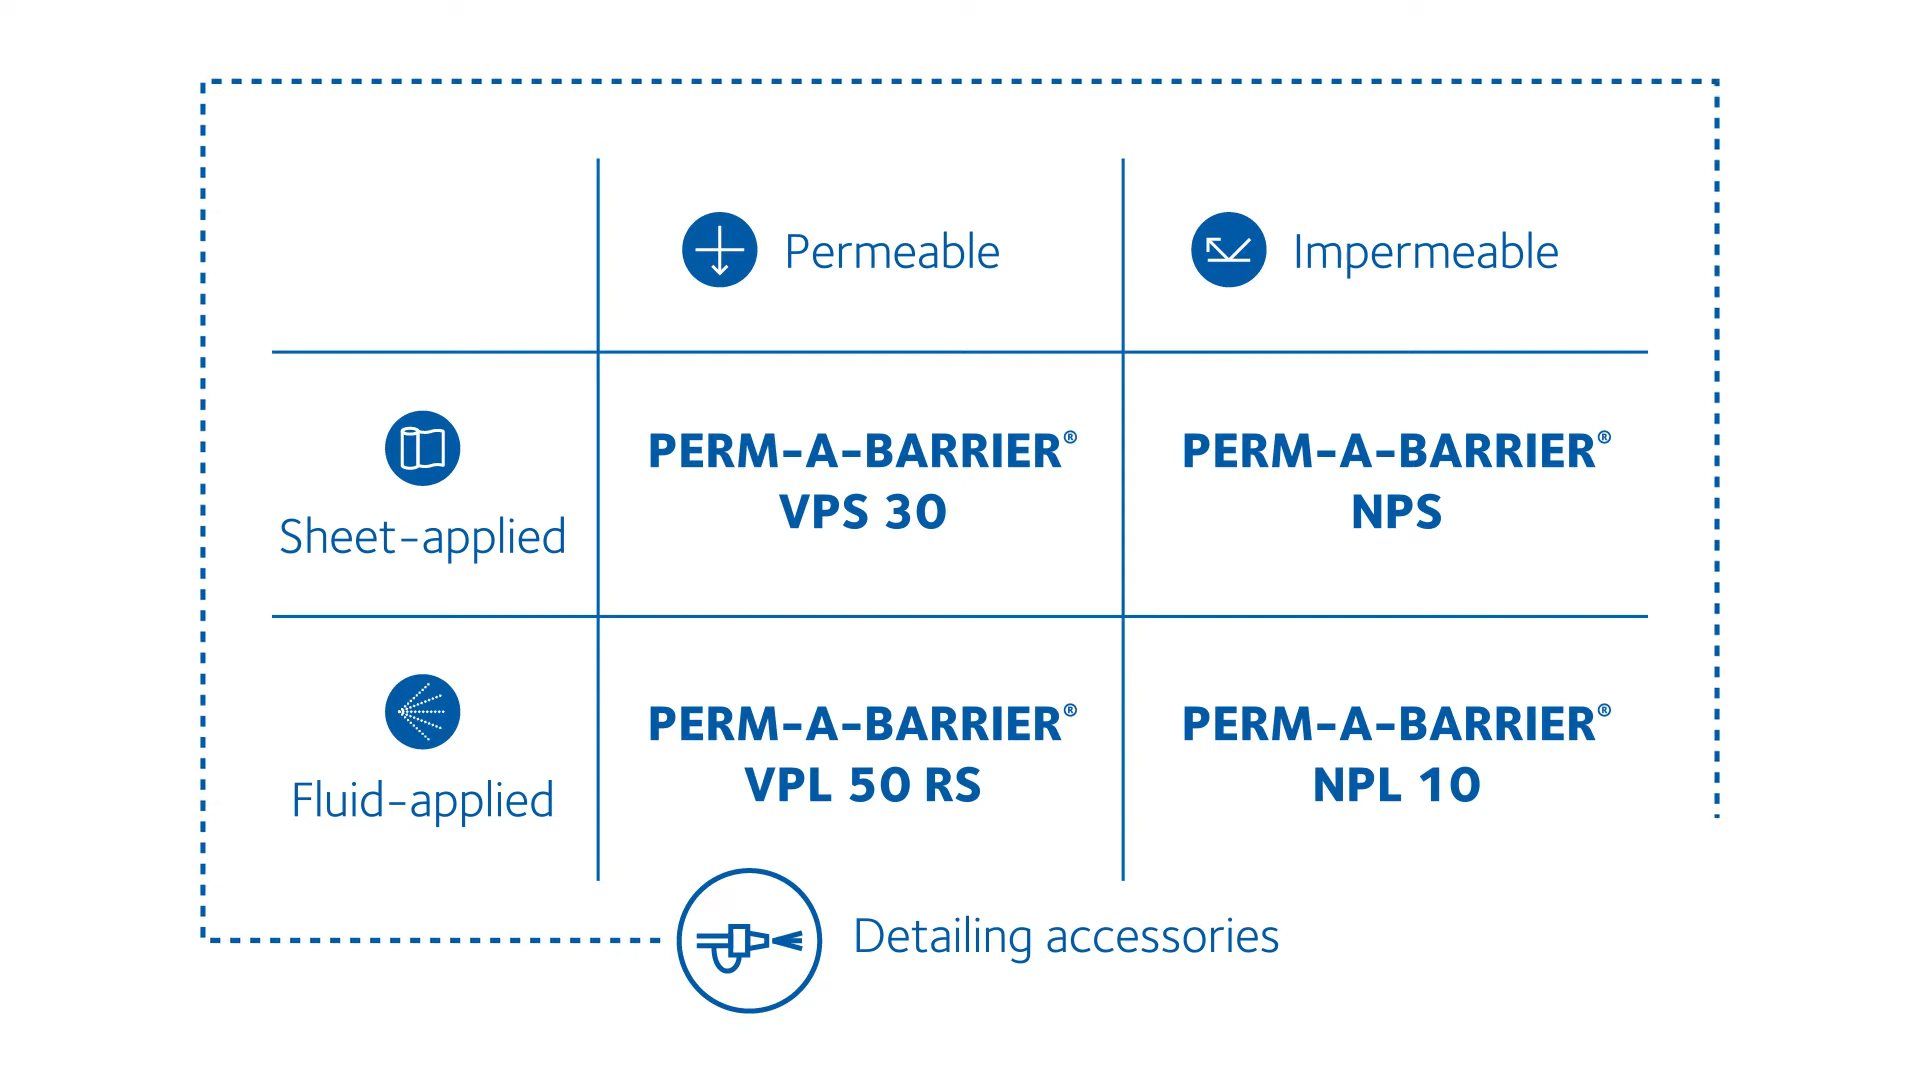 Permeable
Impermeable
Sheet-applied
PERM-A-BARRIER®
VPS 30
PERM-A-BARRIER®
NPS
Fluid-applied
PERM-A-BARRIER®
VPL 50 RS
PERM-A-BARRIER®
NPL 10
Detailing accessories